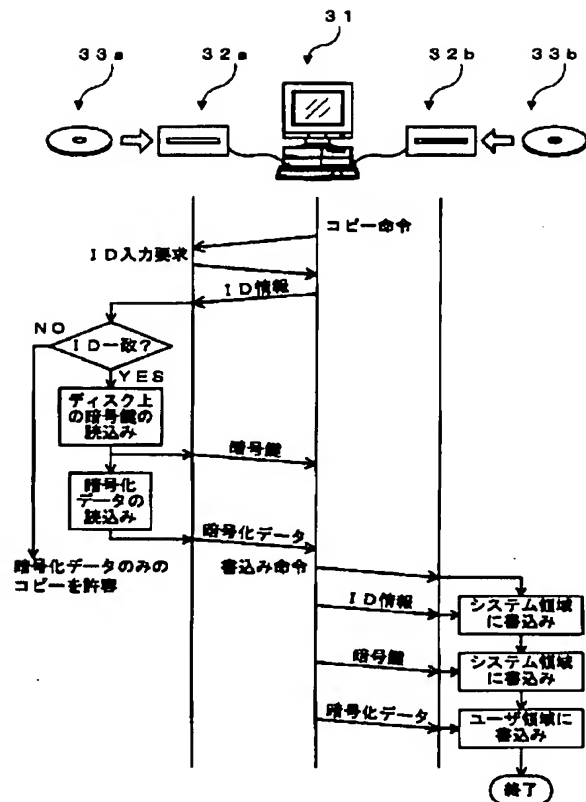 33a
32a
31
32b
33b
コピー命令
ID入力要求
ID情報
NO
ID一致?
YES
ディスク上
の暗号鍵の
読込み
暗号鍵
暗号化
データの
読込み
暗号化データ
暗号化データのみの
コピーを許容
書込み命令
ID情報
システム領域
に書込み
暗号鍵
システム領域
に書込み
暗号化データ
ユーザ領域に
書込み
終了